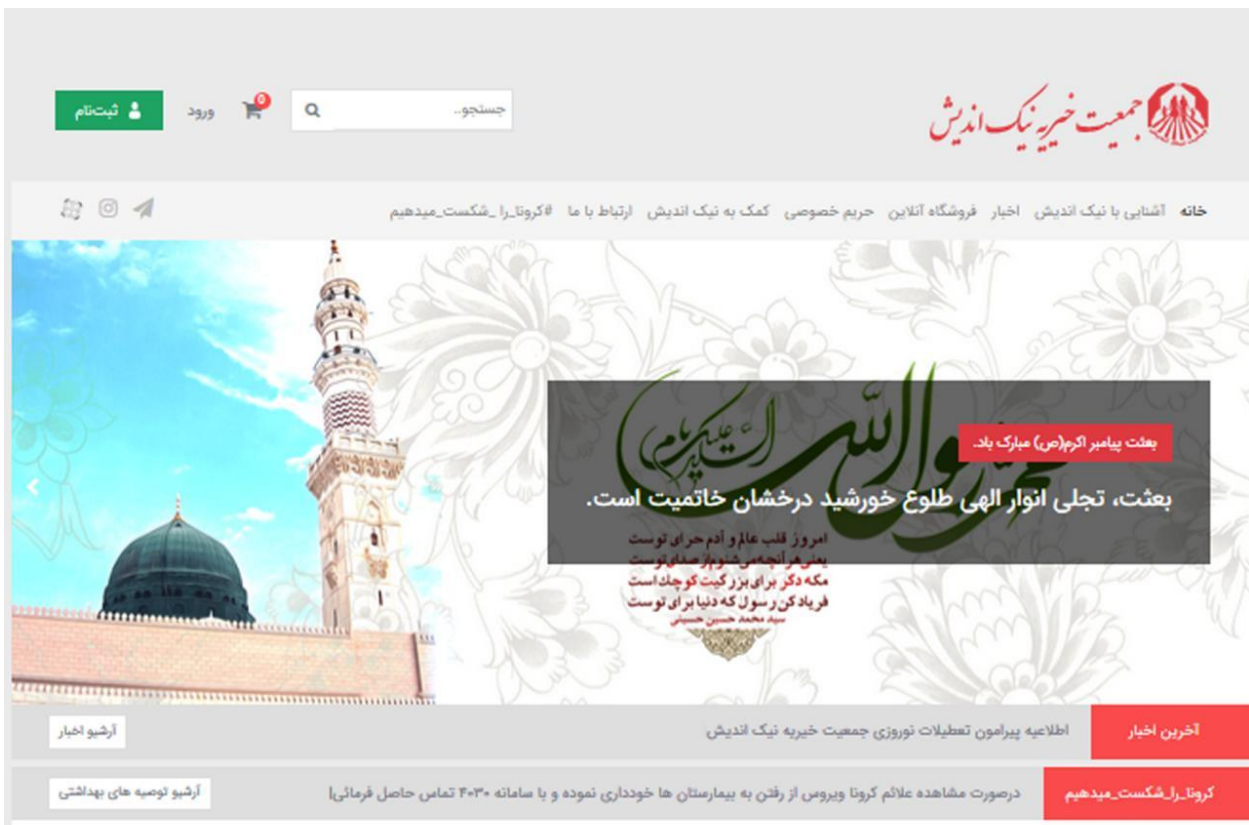 جمعیت خیریه نیک اندیش
جستجو..
0
ورود
ثبت‌نام
خانه آشنایی با نیک اندیش اخبار فروشگاه آنلاین حریم خصوصی کمک به نیک اندیش ارتباط با ما #کرونا_را_شکست_میدهیم
بعثت پیامبر اکرم(ص) مبارک باد.
بعثت، تجلی انوار الهی طلوع خورشید درخشان خاتمیت است.
امروز قلب عالم و آدم حرای توست
یعنی هر آنچه می‌شنوم از صدای توست
مکه دگر برای بزرگیت کوچک است
فریاد کن رسول که دنیا برای توست
سید محمد حسین حسینی
آخرین اخبار
اطلاعیه پیرامون تعطیلات نوروزی جمعیت خیریه نیک اندیش
آرشیو اخبار
کرونا_را_شکست_میدهیم
درصورت مشاهده علائم کرونا ویروس از رفتن به بیمارستان ها خودداری نموده و با سامانه ۴۰۳۰ تماس حاصل فرمائی
آرشیو توصیه های بهداشتی